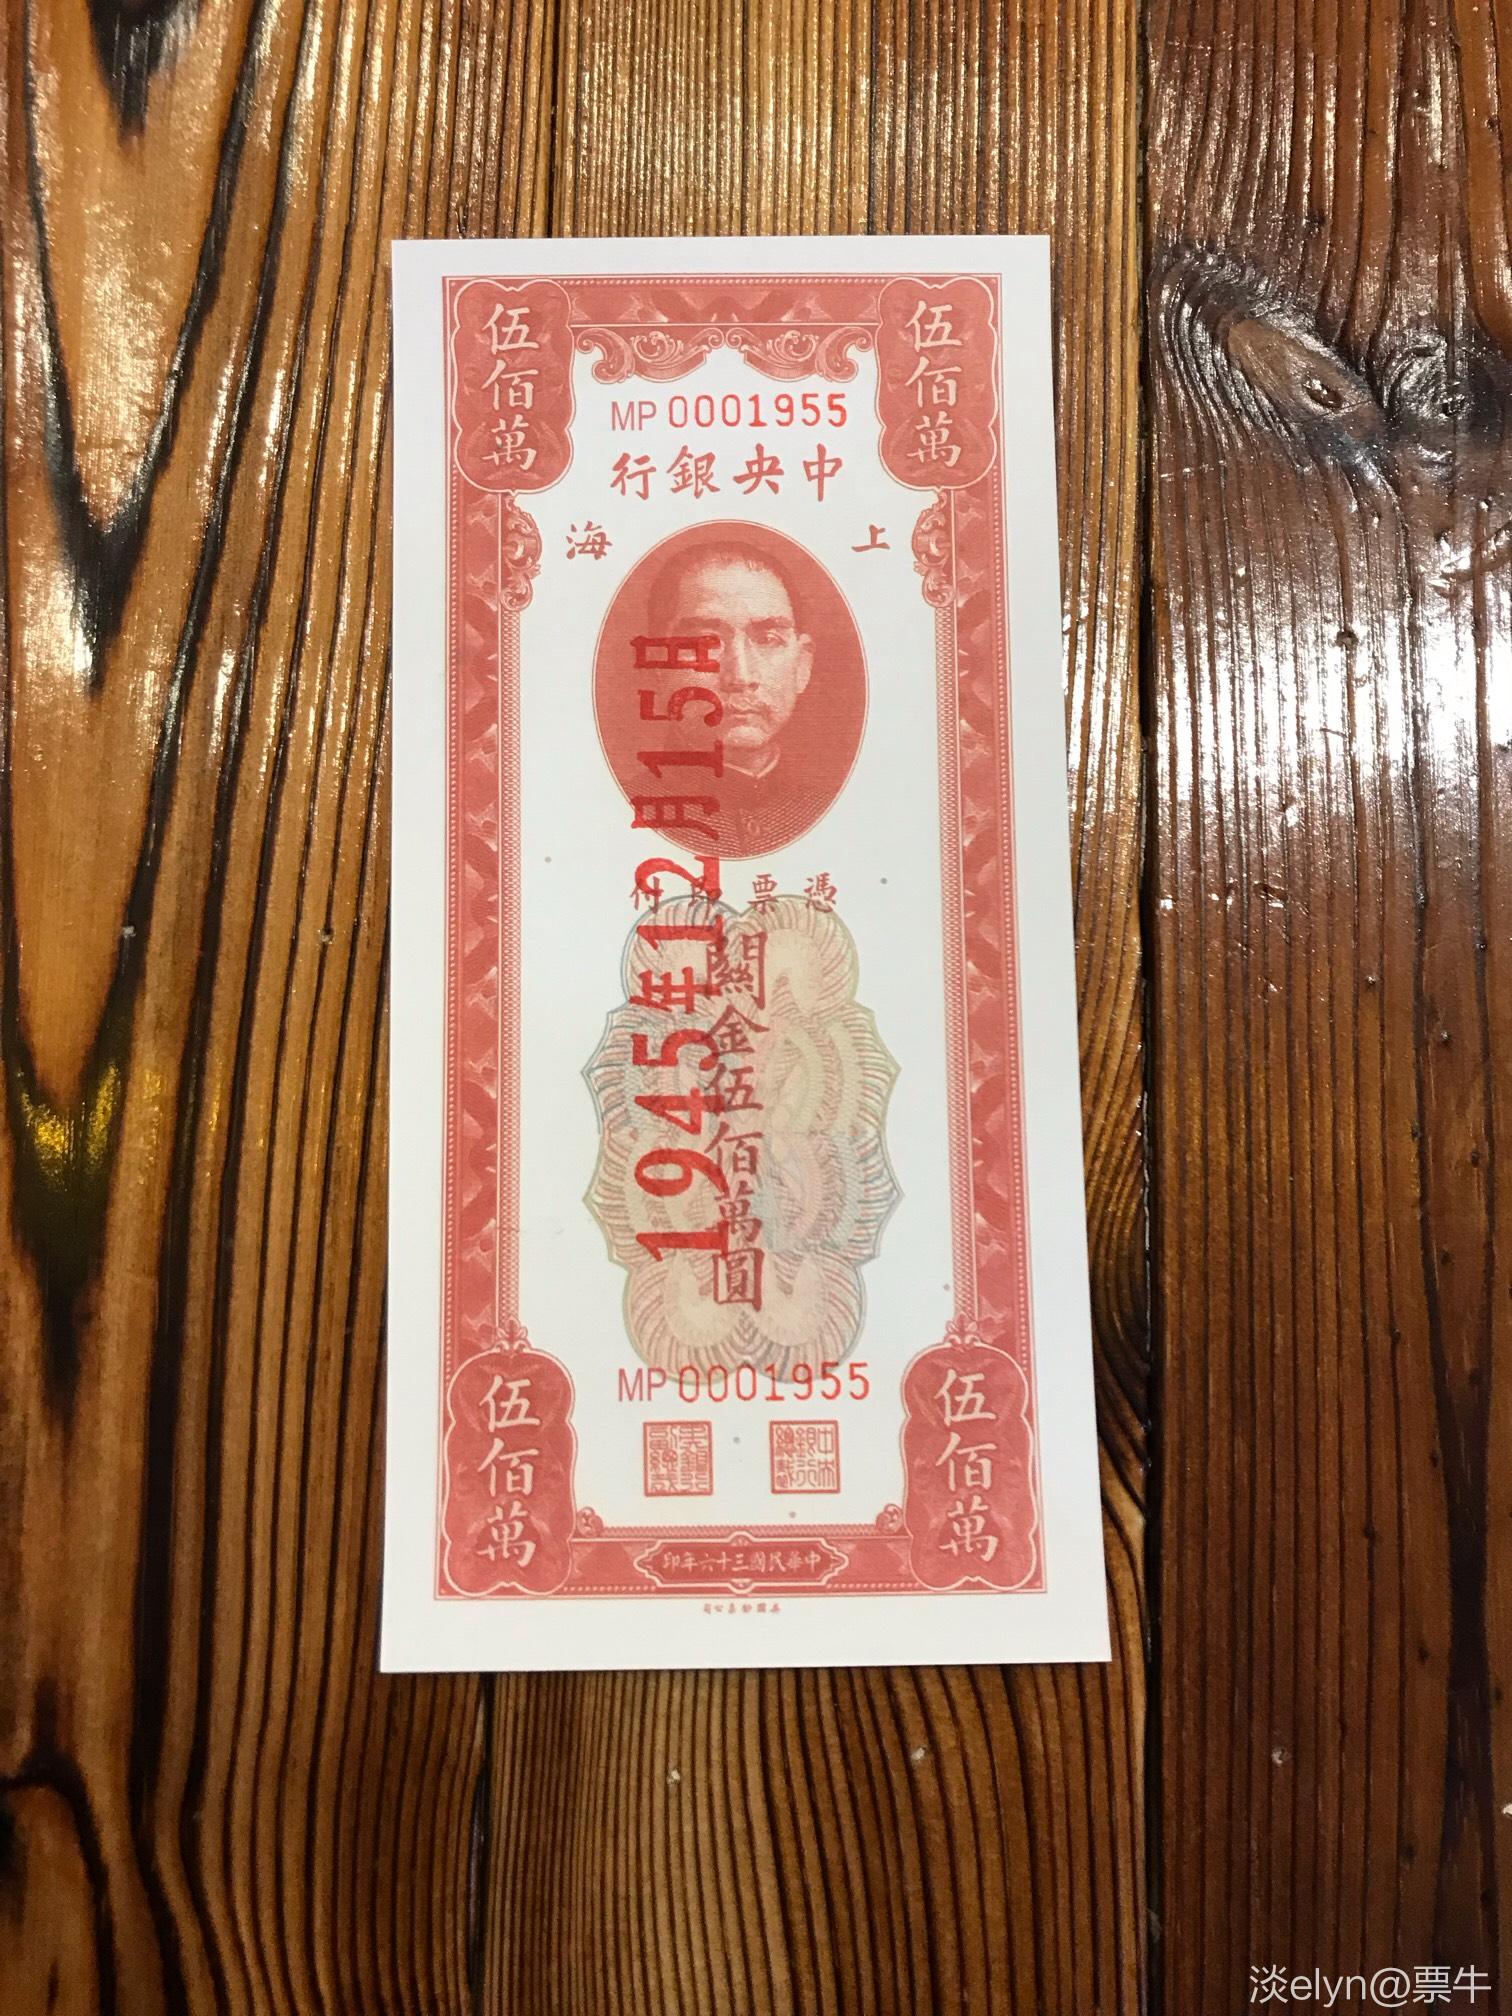 伍佰萬
伍佰萬
MP 0001955
中央銀行
上海
憑票即付
關金伍佰萬圓
1945年12月15日
MP 0001955
伍佰萬
伍佰萬
中華民國三十六年印
淡elyn@票牛